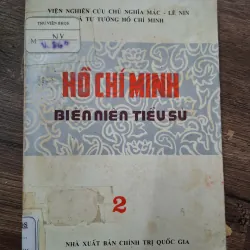 VIỆN NGHIÊN CỨU CHỦ NGHĨA MÁC - LÊ NIN
TƯ TƯỞNG HỒ CHÍ MINH
HỒ CHÍ MINH
BIÊN NIÊN TIỂU SỬ
2
NHÀ XUẤT BẢN CHÍNH TRỊ QUỐC GIA